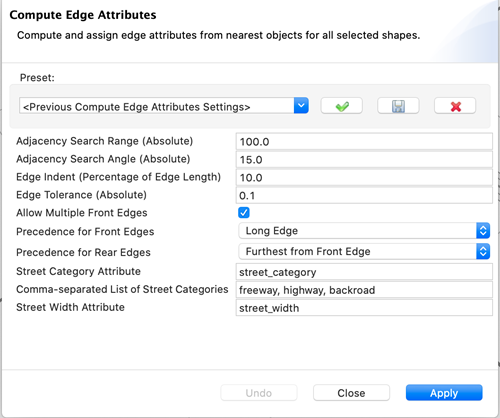 Compute Edge Attributes
Compute and assign edge attributes from nearest objects for all selected shapes.
Preset:
<Previous Compute Edge Attributes Settings>
Adjacency Search Range (Absolute) 100.0
Adjacency Search Angle (Absolute) 15.0
Edge Indent (Percentage of Edge Length) 10.0
Edge Tolerance (Absolute) 0.1
Allow Multiple Front Edges
Precedence for Front Edges Long Edge
Precedence for Rear Edges Furthest from Front Edge
Street Category Attribute street_category
Comma-separated List of Street Categories freeway, highway, backroad
Street Width Attribute street_width
Undo Close Apply